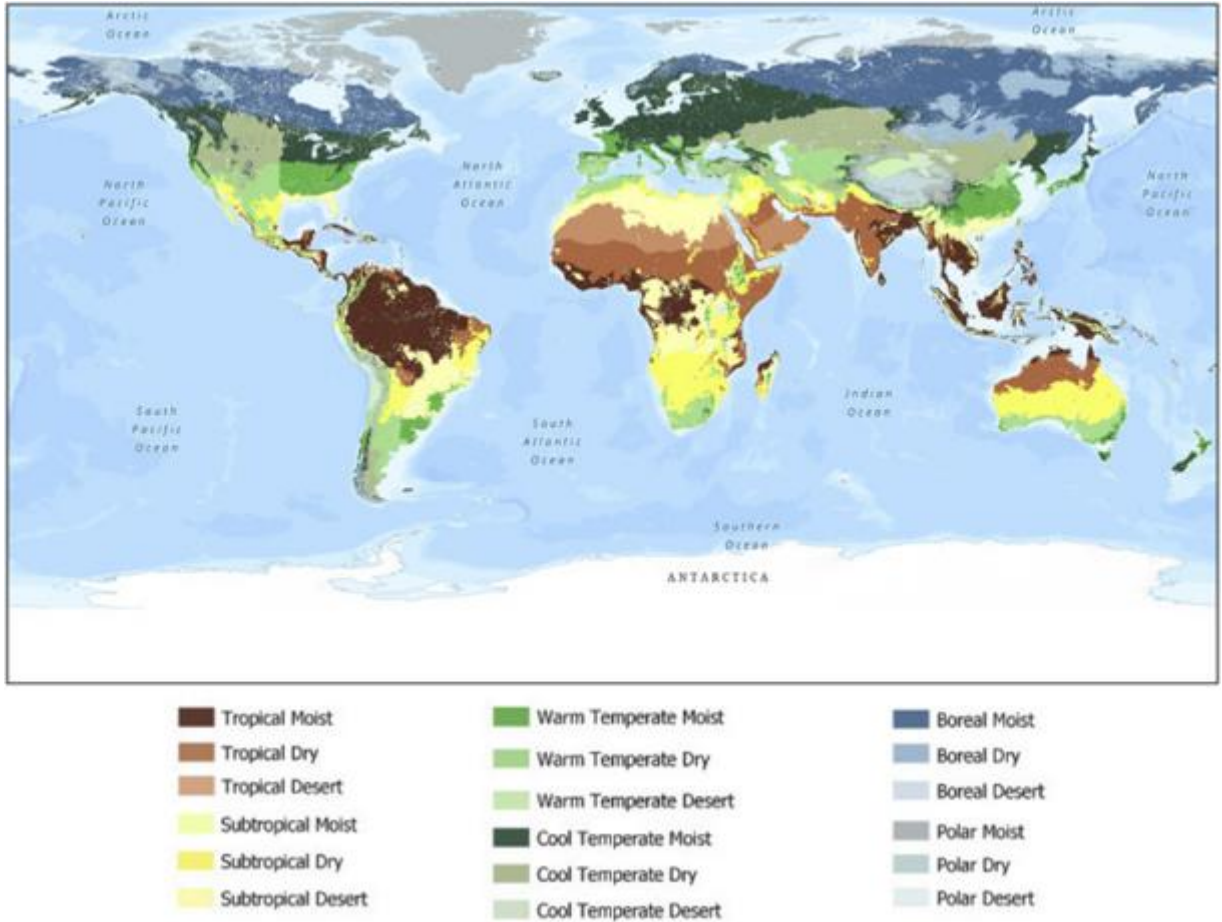 Arctic
Ocean
Arctic
Ocean
North
Pacific
Ocean
North
Atlantic
Ocean
North
Pacific
Ocean
South
Pacific
Ocean
South
Atlantic
Ocean
Indian
Ocean
Southern
Ocean
ANTARCTICA
Tropical Moist
Tropical Dry
Tropical Desert
Subtropical Moist
Subtropical Dry
Subtropical Desert
Warm Temperate Moist
Warm Temperate Dry
Warm Temperate Desert
Cool Temperate Moist
Cool Temperate Dry
Cool Temperate Desert
Boreal Moist
Boreal Dry
Boreal Desert
Polar Moist
Polar Dry
Polar Desert